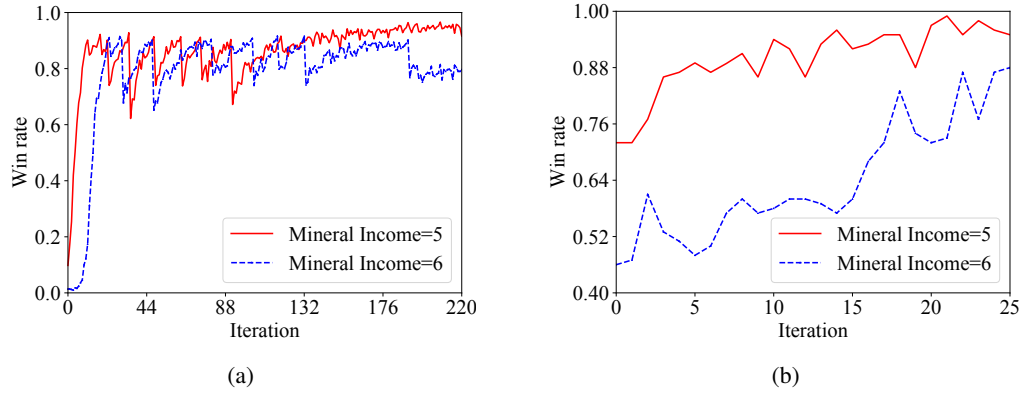 1.0
0.8
0.6
0.4
0.2
0.0
Win rate
0 44 88 132 176 220
Iteration
Mineral Income=5
Mineral Income=6
(a)
1.00
0.88
0.76
0.64
0.52
0.40
Win rate
0 5 10 15 20 25
Iteration
Mineral Income=5
Mineral Income=6
(b)